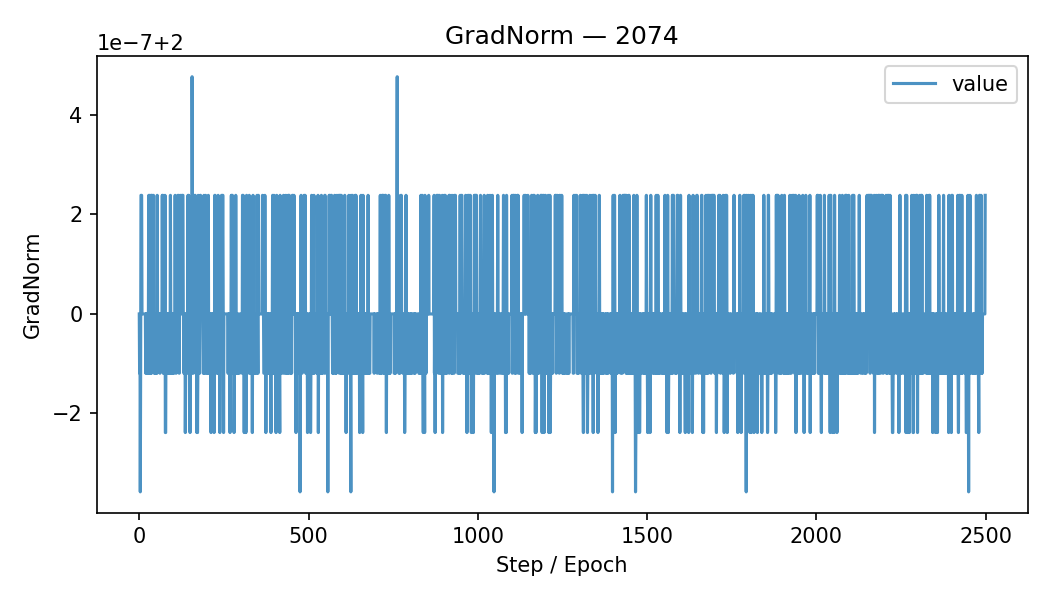 GradNorm — 2074
1e−7+2
value
4
2
0
−2
GradNorm
0
500
1000
1500
2000
2500
Step / Epoch